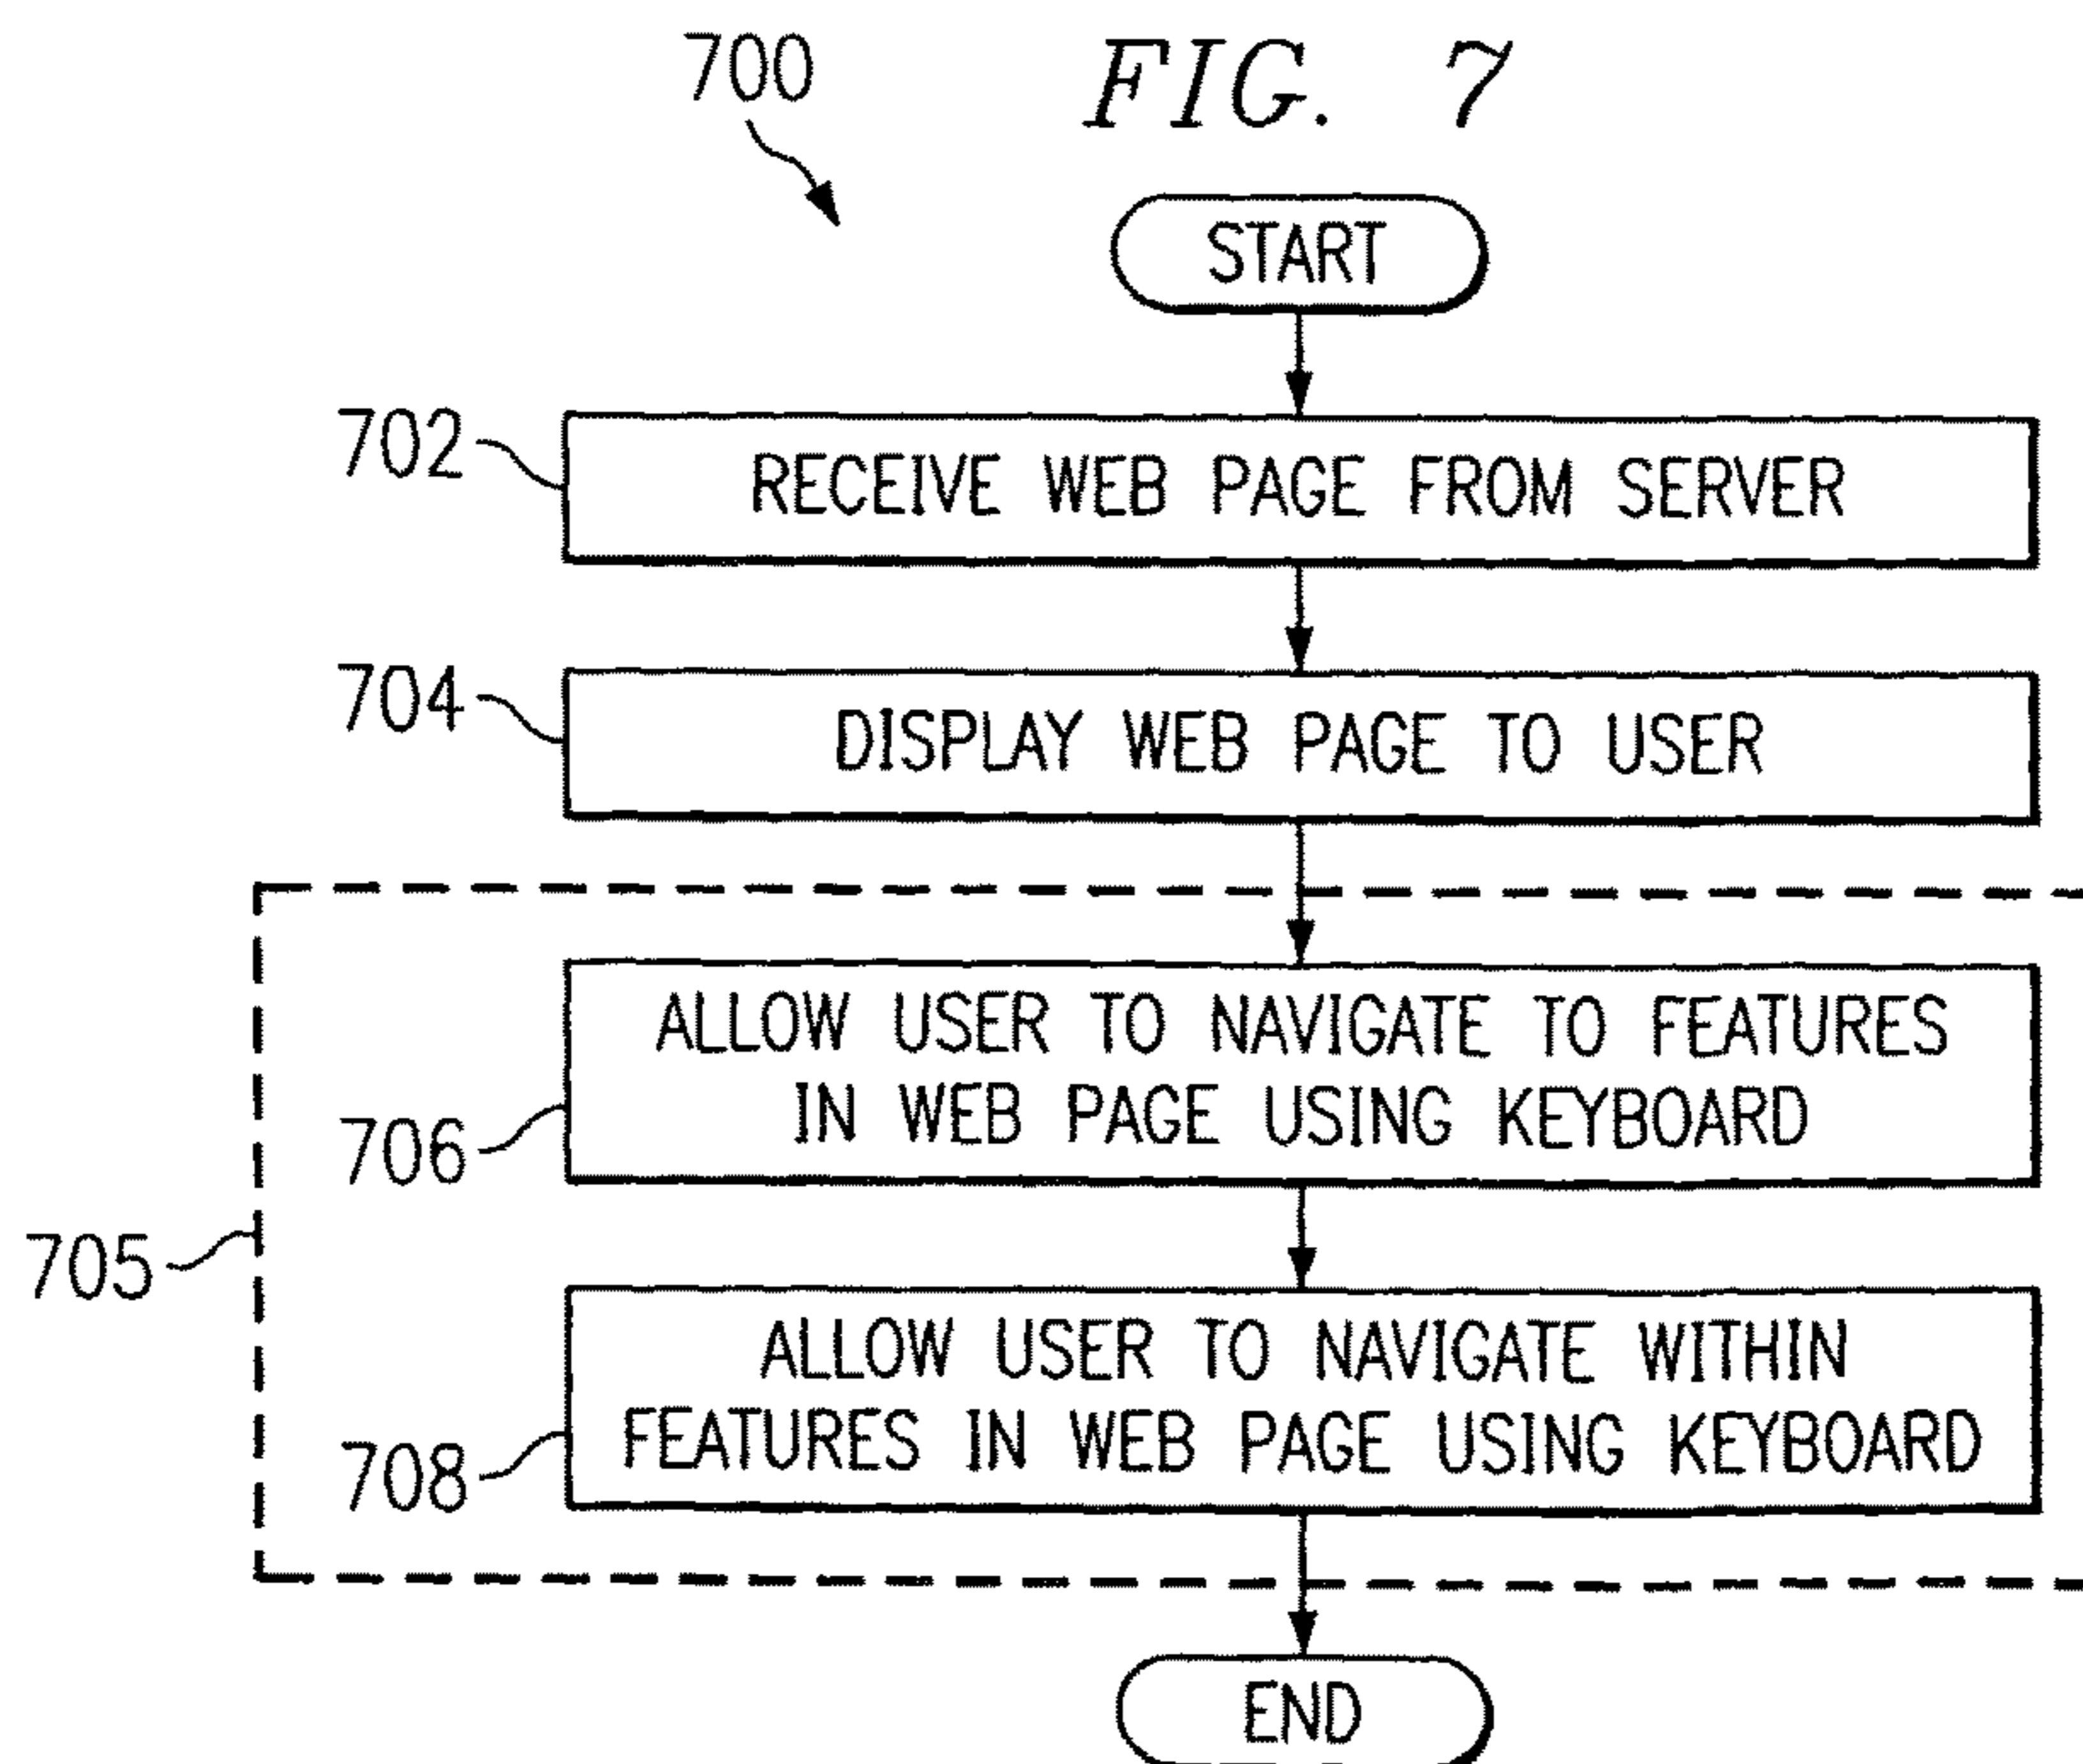 700
FIG. 7
START
702
RECEIVE WEB PAGE FROM SERVER
704
DISPLAY WEB PAGE TO USER
ALLOW USER TO NAVIGATE TO FEATURES
IN WEB PAGE USING KEYBOARD
706
705
ALLOW USER TO NAVIGATE WITHIN
FEATURES IN WEB PAGE USING KEYBOARD
708
END